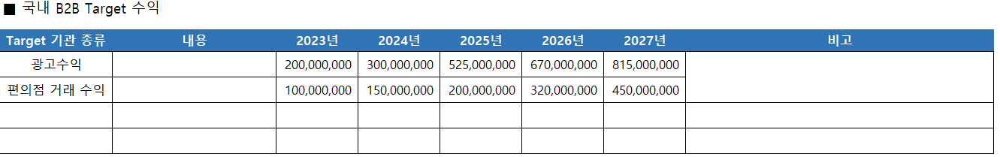 ■ 국내 B2B Target 수익
Target 기관 종류 내용 2023년 2024년 2025년 2026년 2027년 비고
광고수익 200,000,000 300,000,000 525,000,000 670,000,000 815,000,000
편의점 거래 수익 100,000,000 150,000,000 200,000,000 320,000,000 450,000,000